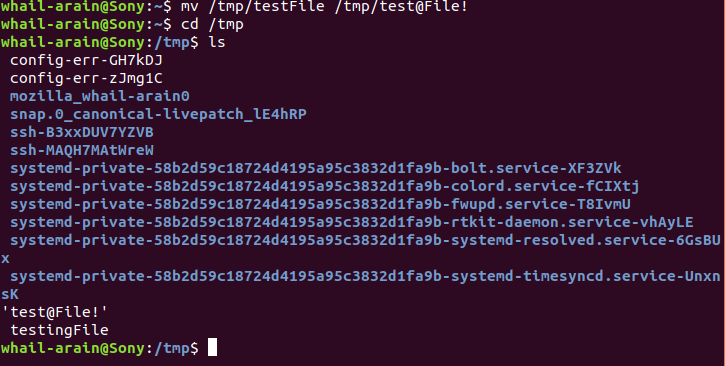 whail-arain@Sony:~$ mv /tmp/testFile /tmp/test@File!
whail-arain@Sony:~$ cd /tmp
whail-arain@Sony:/tmp$ ls
config-err-GH7kDJ
config-err-zJmg1C
mozilla_whail-arain0
snap.0_canonical-livepatch_lE4hRP
ssh-B3xxDUV7YZVB
ssh-MAQH7MAtWreW
systemd-private-58b2d59c18724d4195a95c3832d1fa9b-bolt.service-XF3ZVk
systemd-private-58b2d59c18724d4195a95c3832d1fa9b-colord.service-fCIXtj
systemd-private-58b2d59c18724d4195a95c3832d1fa9b-fwupd.service-T8IvmU
systemd-private-58b2d59c18724d4195a95c3832d1fa9b-rtkit-daemon.service-vhAyLE
systemd-private-58b2d59c18724d4195a95c3832d1fa9b-systemd-resolved.service-6GsBU
x
systemd-private-58b2d59c18724d4195a95c3832d1fa9b-systemd-timesyncd.service-Unxn
sK
'test@File!'
testingFile
whail-arain@Sony:/tmp$